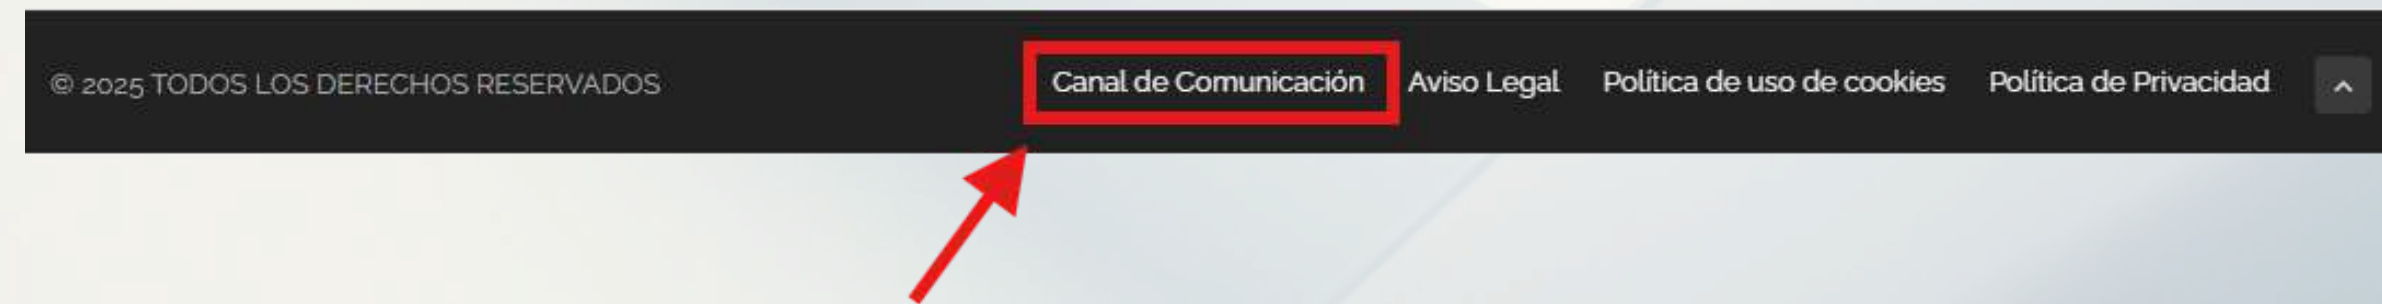 © 2025 TODOS LOS DERECHOS RESERVADOS Canal de Comunicación Aviso Legal Política de uso de cookies Política de Privacidad